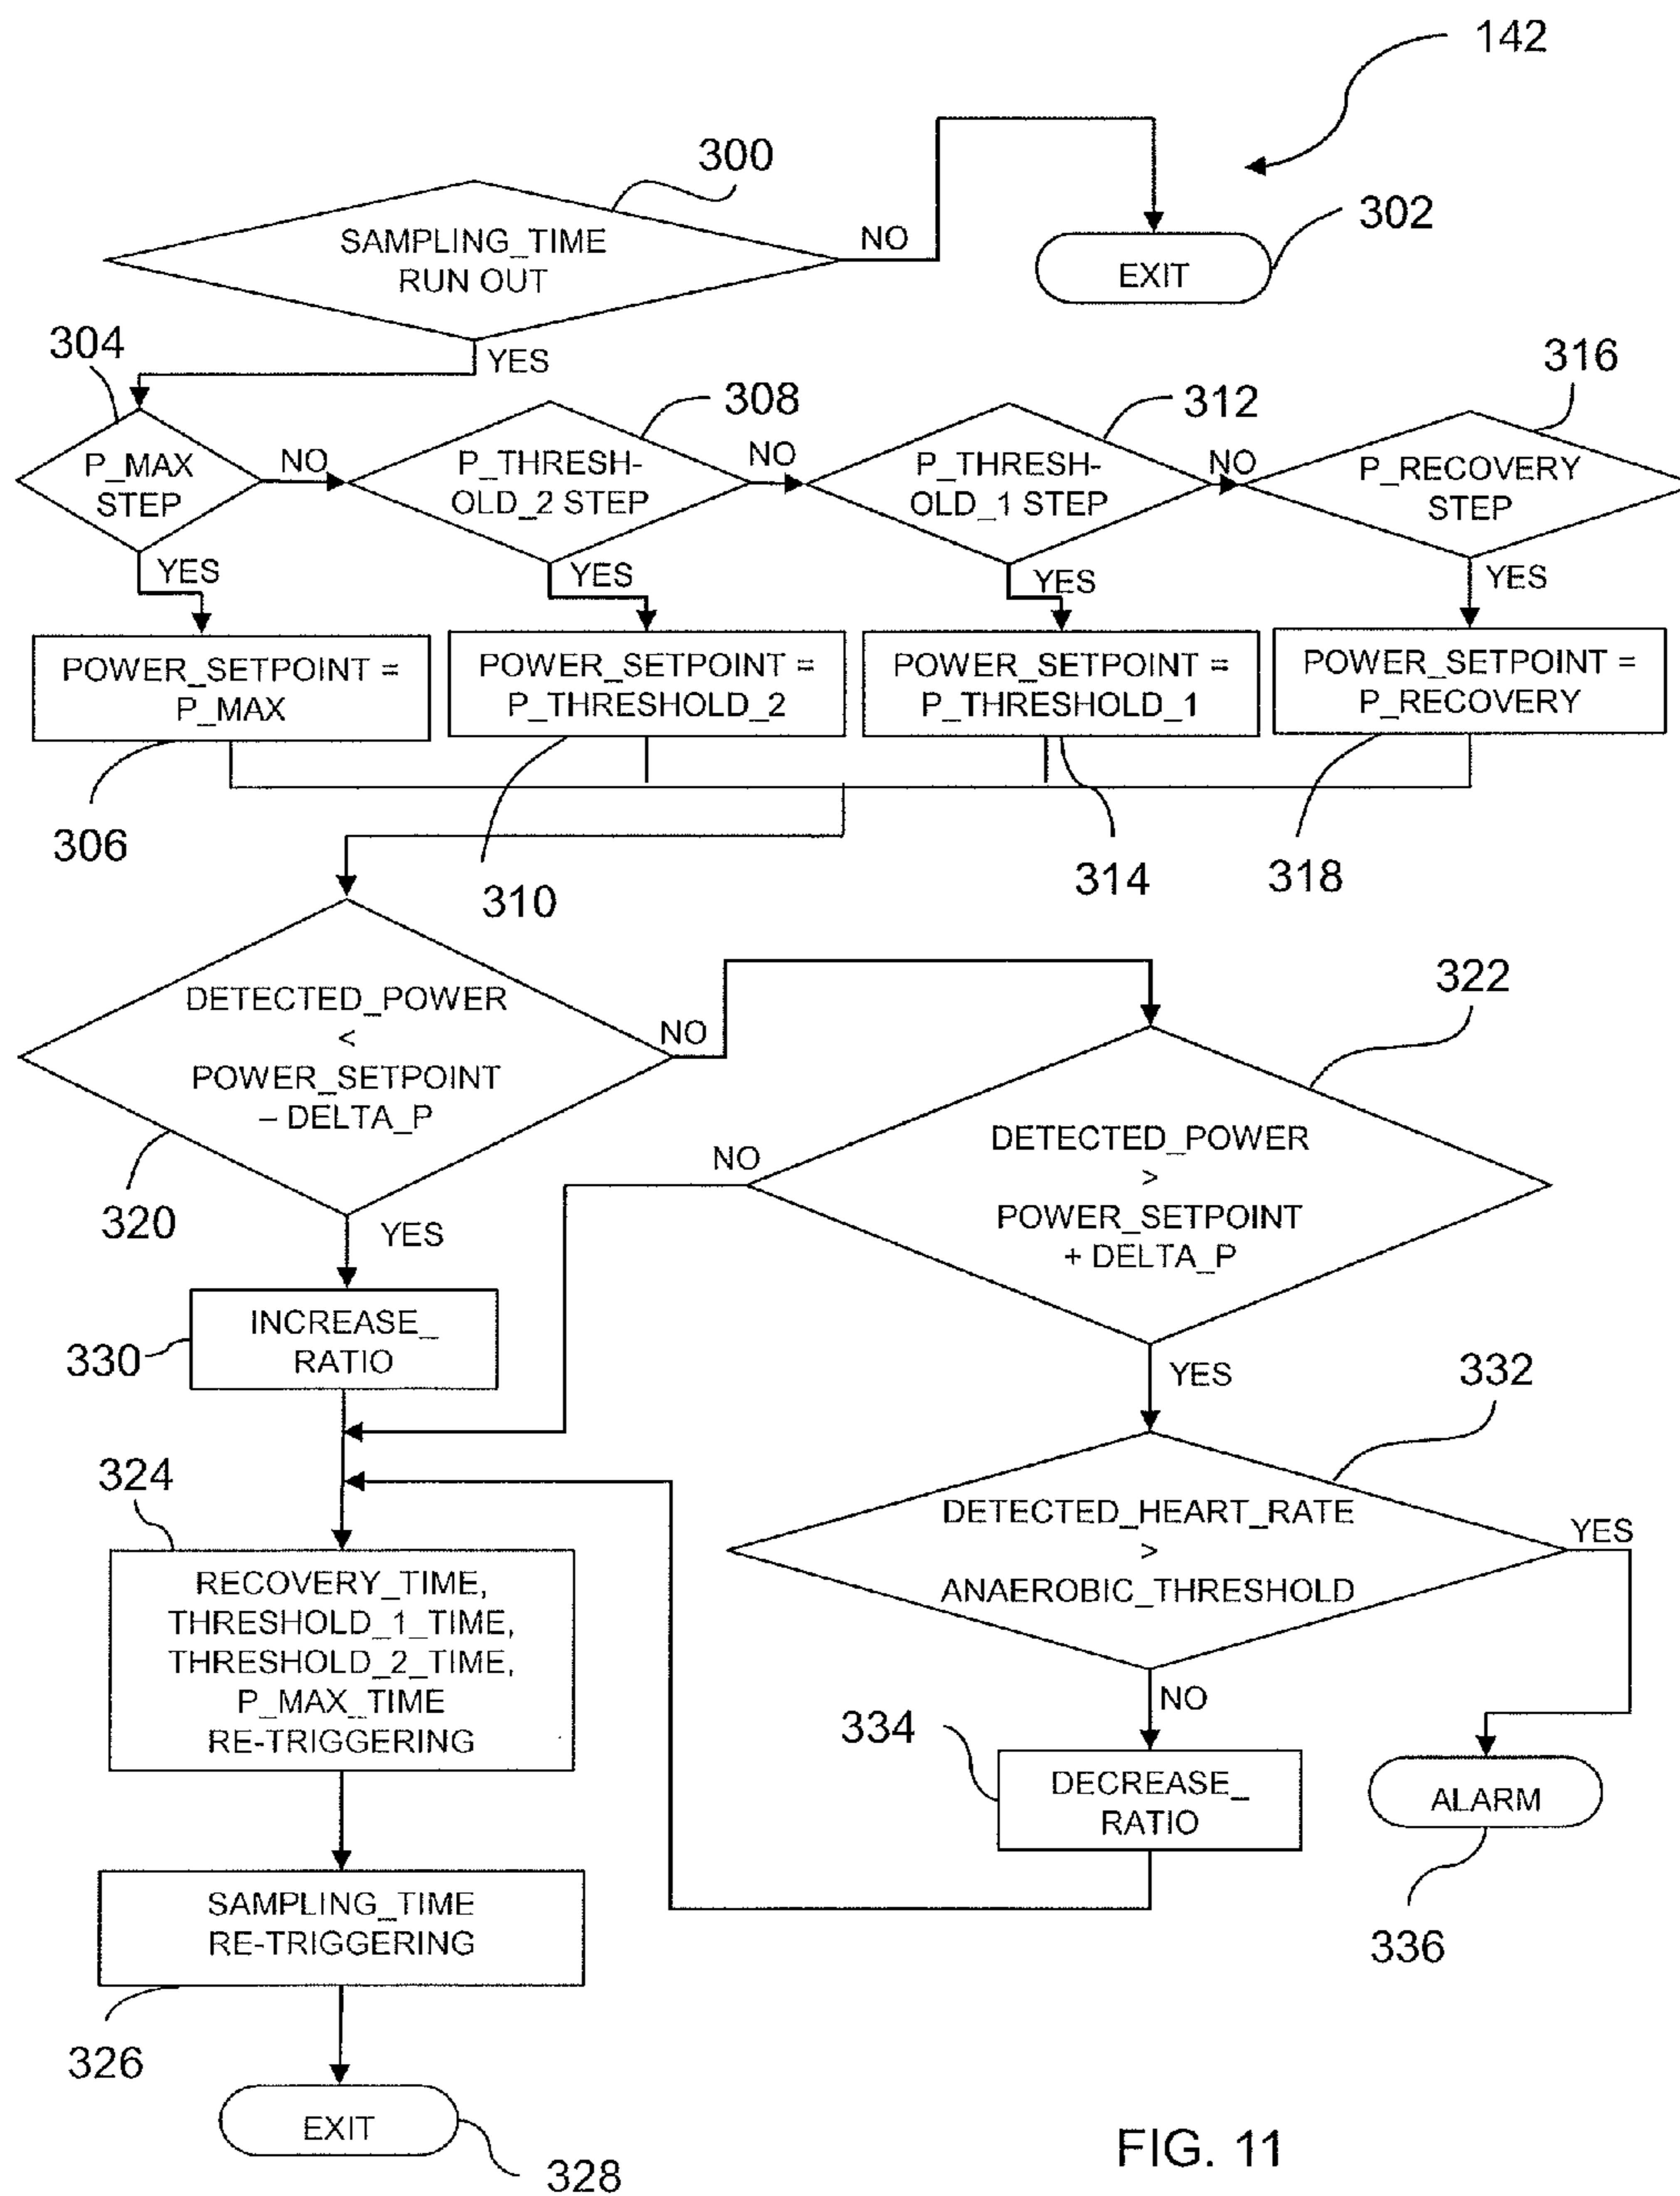 142
300
SAMPLING_TIME
RUN OUT
NO
302
EXIT
YES
304
P_MAX
STEP
NO
308
P_THRESH-
OLD_2 STEP
NO
312
P_THRESH-
OLD_1 STEP
NO
316
P_RECOVERY
STEP
YES
YES
YES
YES
POWER_SETPOINT =
P_MAX
POWER_SETPOINT =
P_THRESHOLD_2
POWER_SETPOINT =
P_THRESHOLD_1
POWER_SETPOINT =
P_RECOVERY
306
310
314
318
DETECTED_POWER
<
POWER_SETPOINT
– DELTA_P
NO
320
YES
322
DETECTED_POWER
>
POWER_SETPOINT
+ DELTA_P
NO
YES
INCREASE_
RATIO
330
332
DETECTED_HEART_RATE
>
ANAEROBIC_THRESHOLD
YES
NO
324
RECOVERY_TIME,
THRESHOLD_1_TIME,
THRESHOLD_2_TIME,
P_MAX_TIME
RE-TRIGGERING
334
DECREASE_
RATIO
ALARM
336
SAMPLING_TIME
RE-TRIGGERING
326
EXIT
328
FIG. 11